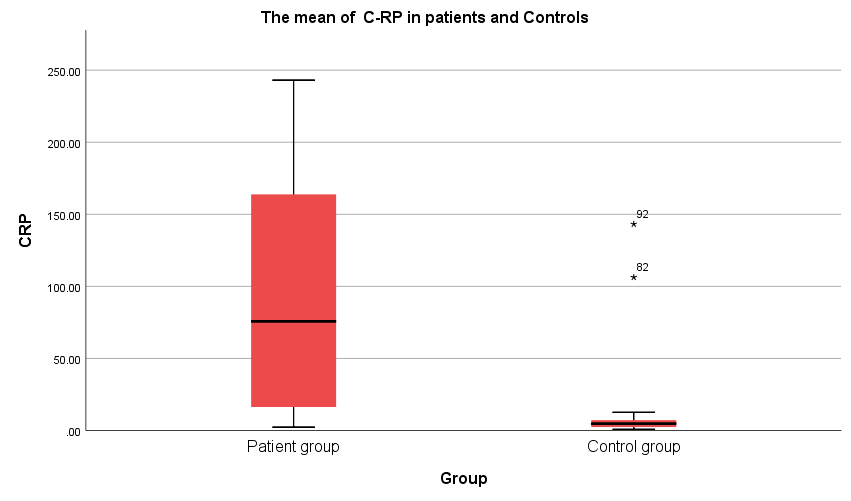 The mean of  C-RP in patients and Controls
250.00
200.00
150.00
100.00
50.00
.00
CRP
92
*
82
*
Patient group
Control group
Group